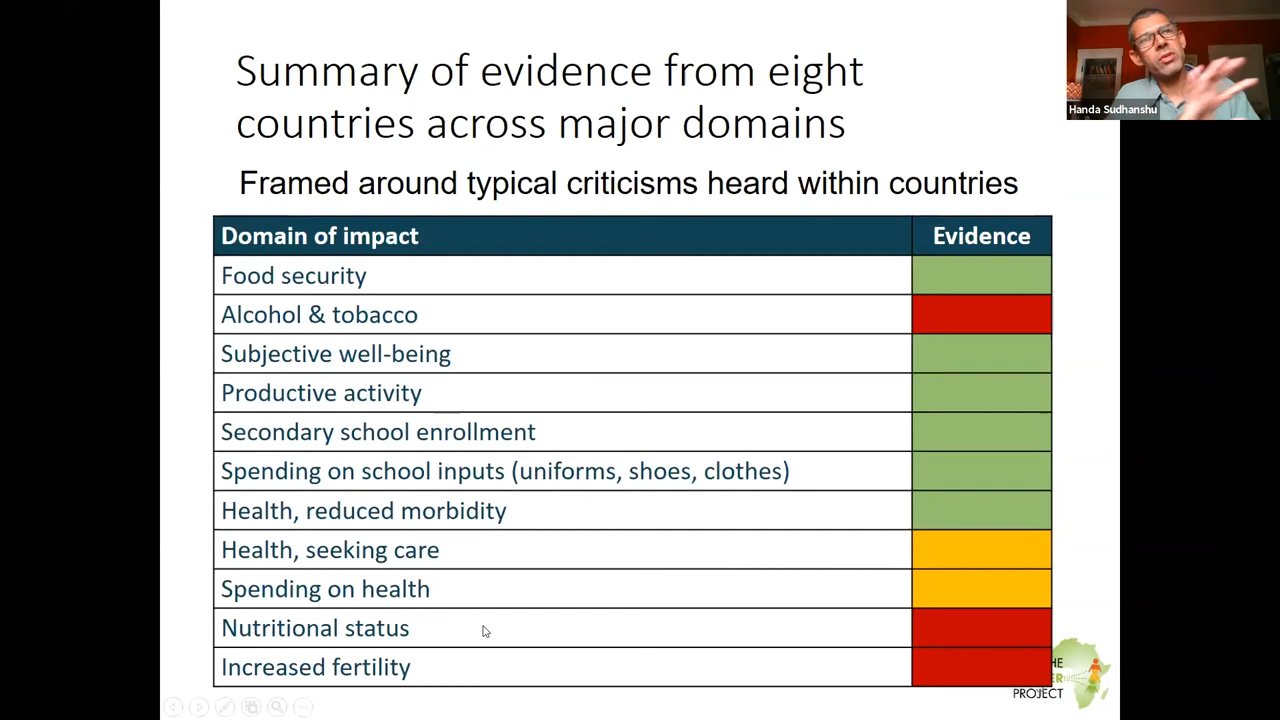 Summary of evidence from eight
countries across major domains
Handa Sudhanshu
Framed around typical criticisms heard within countries
Domain of impact Evidence
Food security
Alcohol & tobacco
Subjective well-being
Productive activity
Secondary school enrollment
Spending on school inputs (uniforms, shoes, clothes)
Health, reduced morbidity
Health, seeking care
Spending on health
Nutritional status
Increased fertility
PROJECT